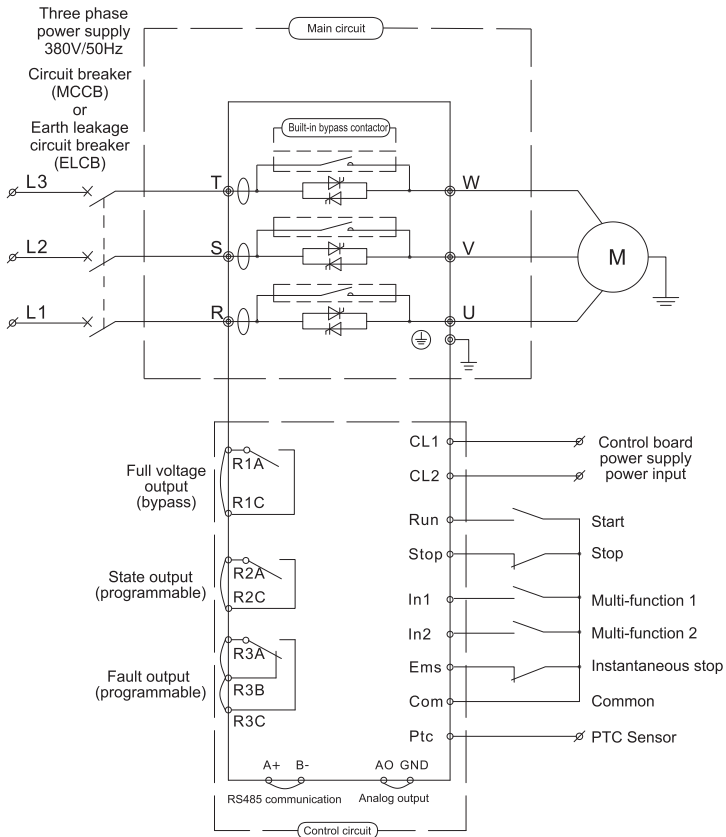 Three phase
power supply
380V/50Hz
Main circuit
Circuit breaker
(MCCB)
or
Earth leakage
circuit breaker
(ELCB)
Built-in bypass contactor
L3
T
W
L2
S
V
M
L1
R
U
CL1
Control board
power supply
power input
CL2
Full voltage
output
(bypass)
R1A
R1C
Run
Start
Stop
Stop
State output
(programmable)
R2A
R2C
In1
Multi-function 1
In2
Multi-function 2
Fault output
(programmable)
R3A
R3B
R3C
Ems
Instantaneous stop
Com
Common
Ptc
PTC Sensor
A+ B-
AO GND
RS485 communication
Analog output
Control circuit